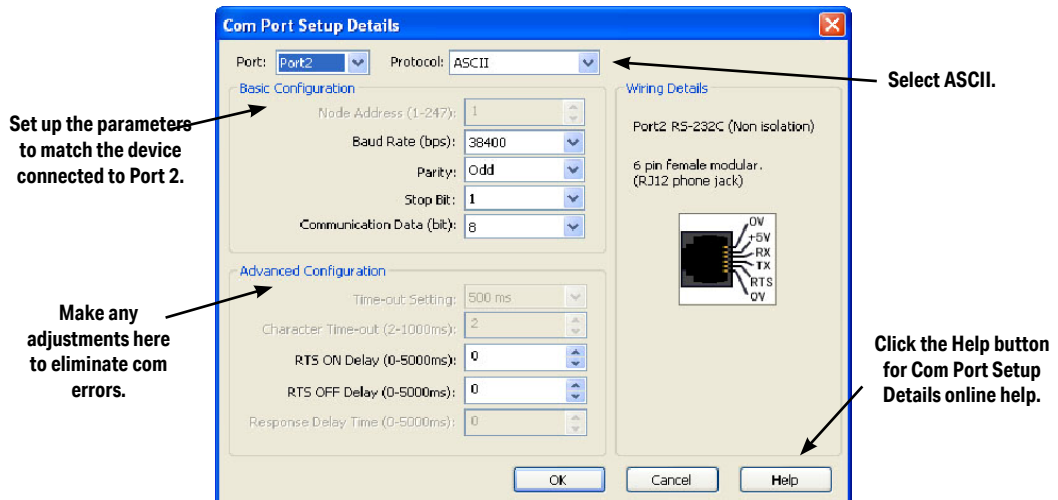 Com Port Setup Details
Port: Port2 Protocol: ASCII
Select ASCII.
Basic Configuration
Node Address (1-247): 1
Baud Rate (bps): 38400
Parity: Odd
Stop Bit: 1
Communication Data (bit): 8
Set up the parameters
to match the device
connected to Port 2.
Wiring Details
Port2 RS-232C (Non isolation)
6 pin female modular.
(RJ12 phone jack)
0V
+5V
RX
TX
RTS
0V
Advanced Configuration
Time-out Setting: 500 ms
Character Time-out (2-1000ms): 2
RTS ON Delay (0-5000ms): 0
RTS OFF Delay (0-5000ms): 0
Response Delay Time (0-5000ms): 0
Make any
adjustments here
to eliminate com
errors.
Click the Help button
for Com Port Setup
Details online help.
OK Cancel Help